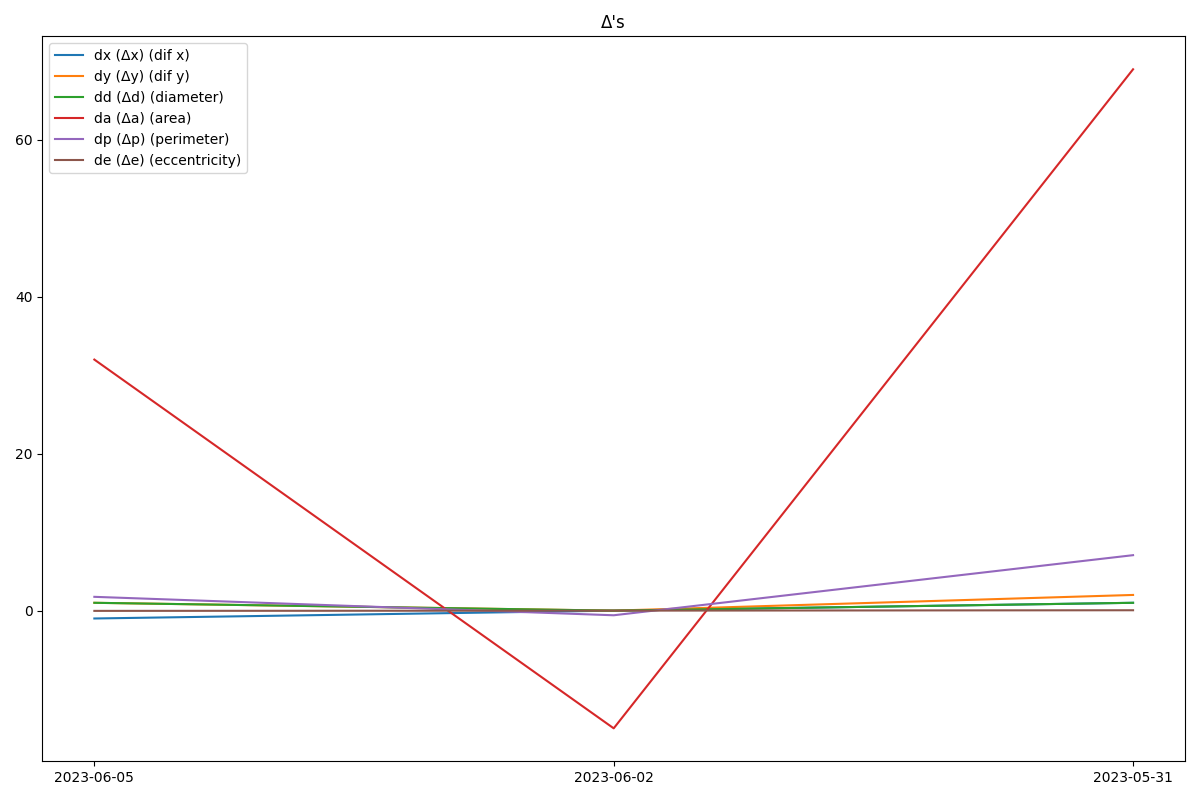 Δ's
dx (Δx) (dif x)
dy (Δy) (dif y)
dd (Δd) (diameter)
da (Δa) (area)
dp (Δp) (perimeter)
de (Δe) (eccentricity)
60
40
20
0
2023-06-05 2023-06-02 2023-05-31